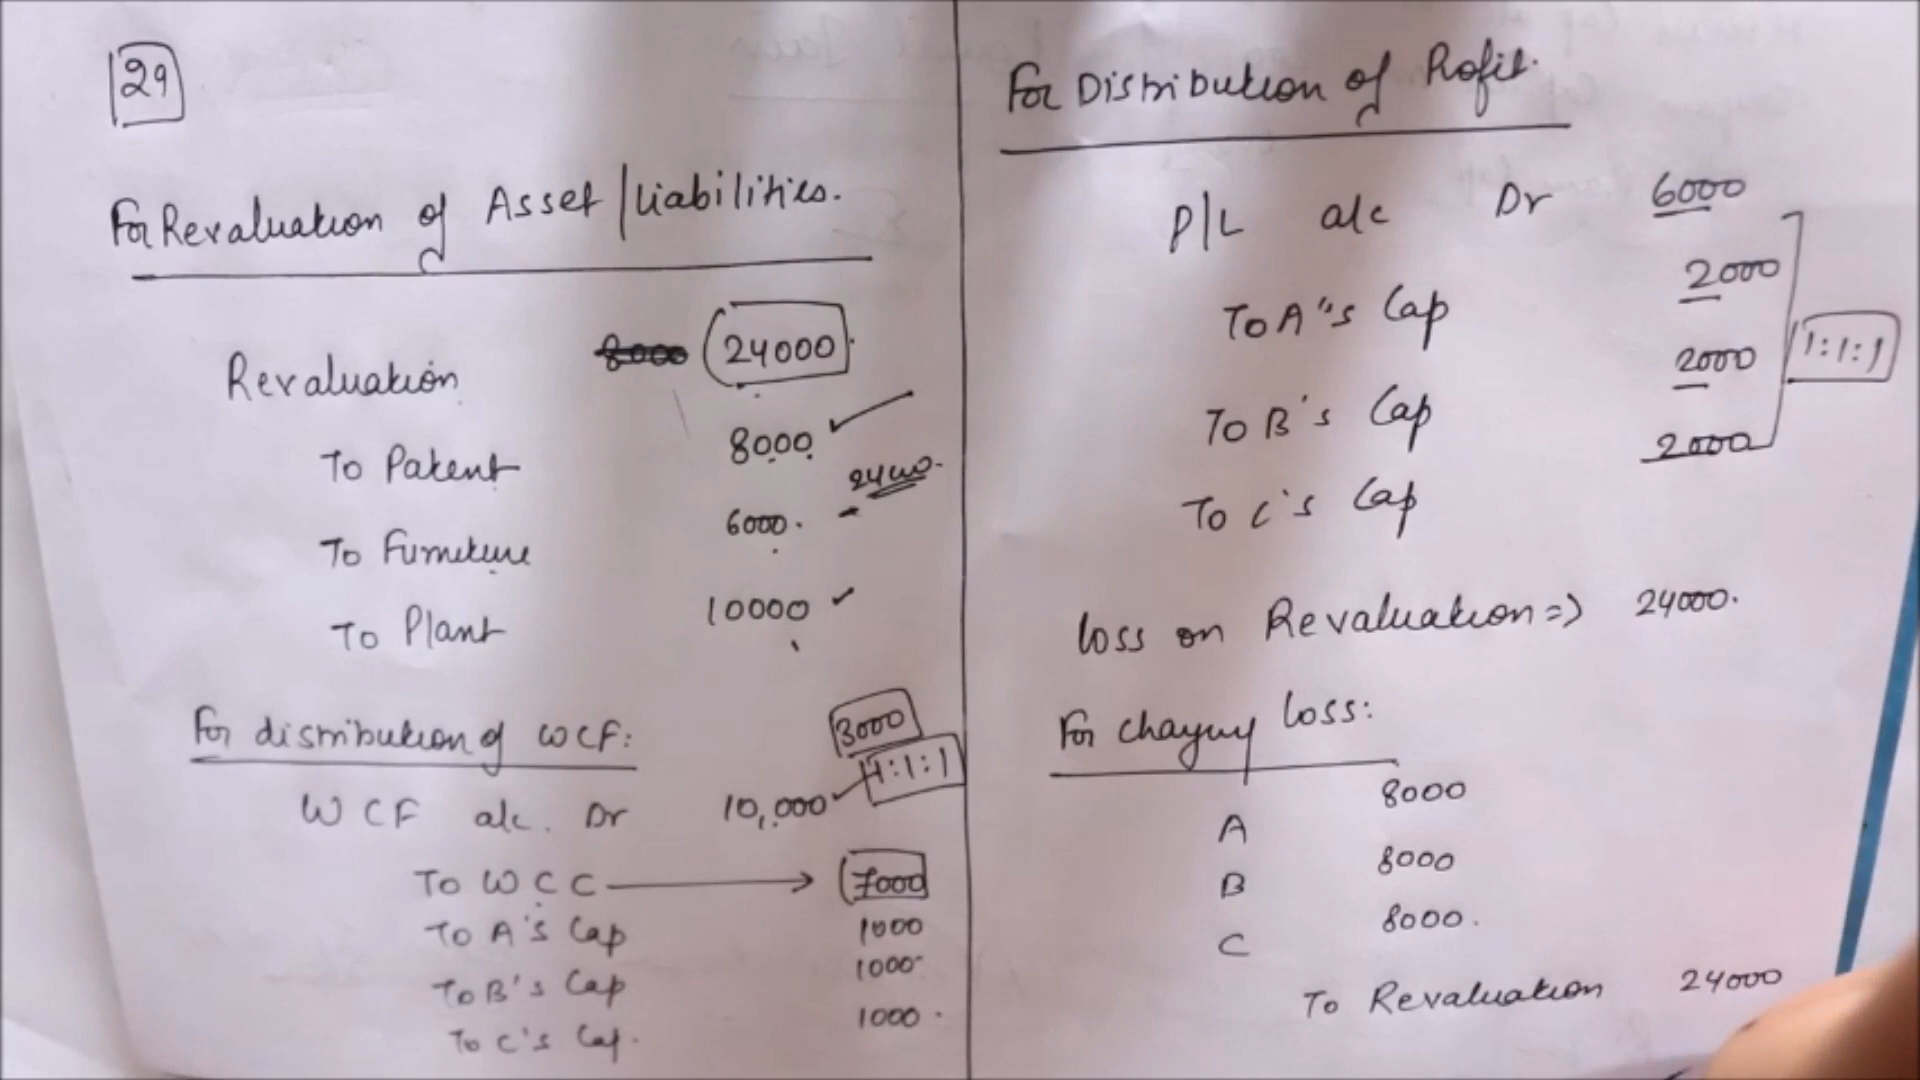 29
For Revaluation of Asset/liabilities.
Revaluation 8000 24000
To Patent 8000
To Furniture 6000. 24000.
To Plant 10000
For distribution of WCF: 3000
WCF a/c. Dr 10,000 1:1:1
To WCC 7000
To A's Cap 1000
To B's Cap 1000
To C's Cap. 1000.
For Distribution of Profit.
P/L a/c Dr 6000
To A"s Cap 2000
To B's Cap 2000 1:1:1
To C's Cap 2000
loss on Revaluation=> 24000.
For loss:
A 8000
B 8000
C 8000.
To Revaluation 24000